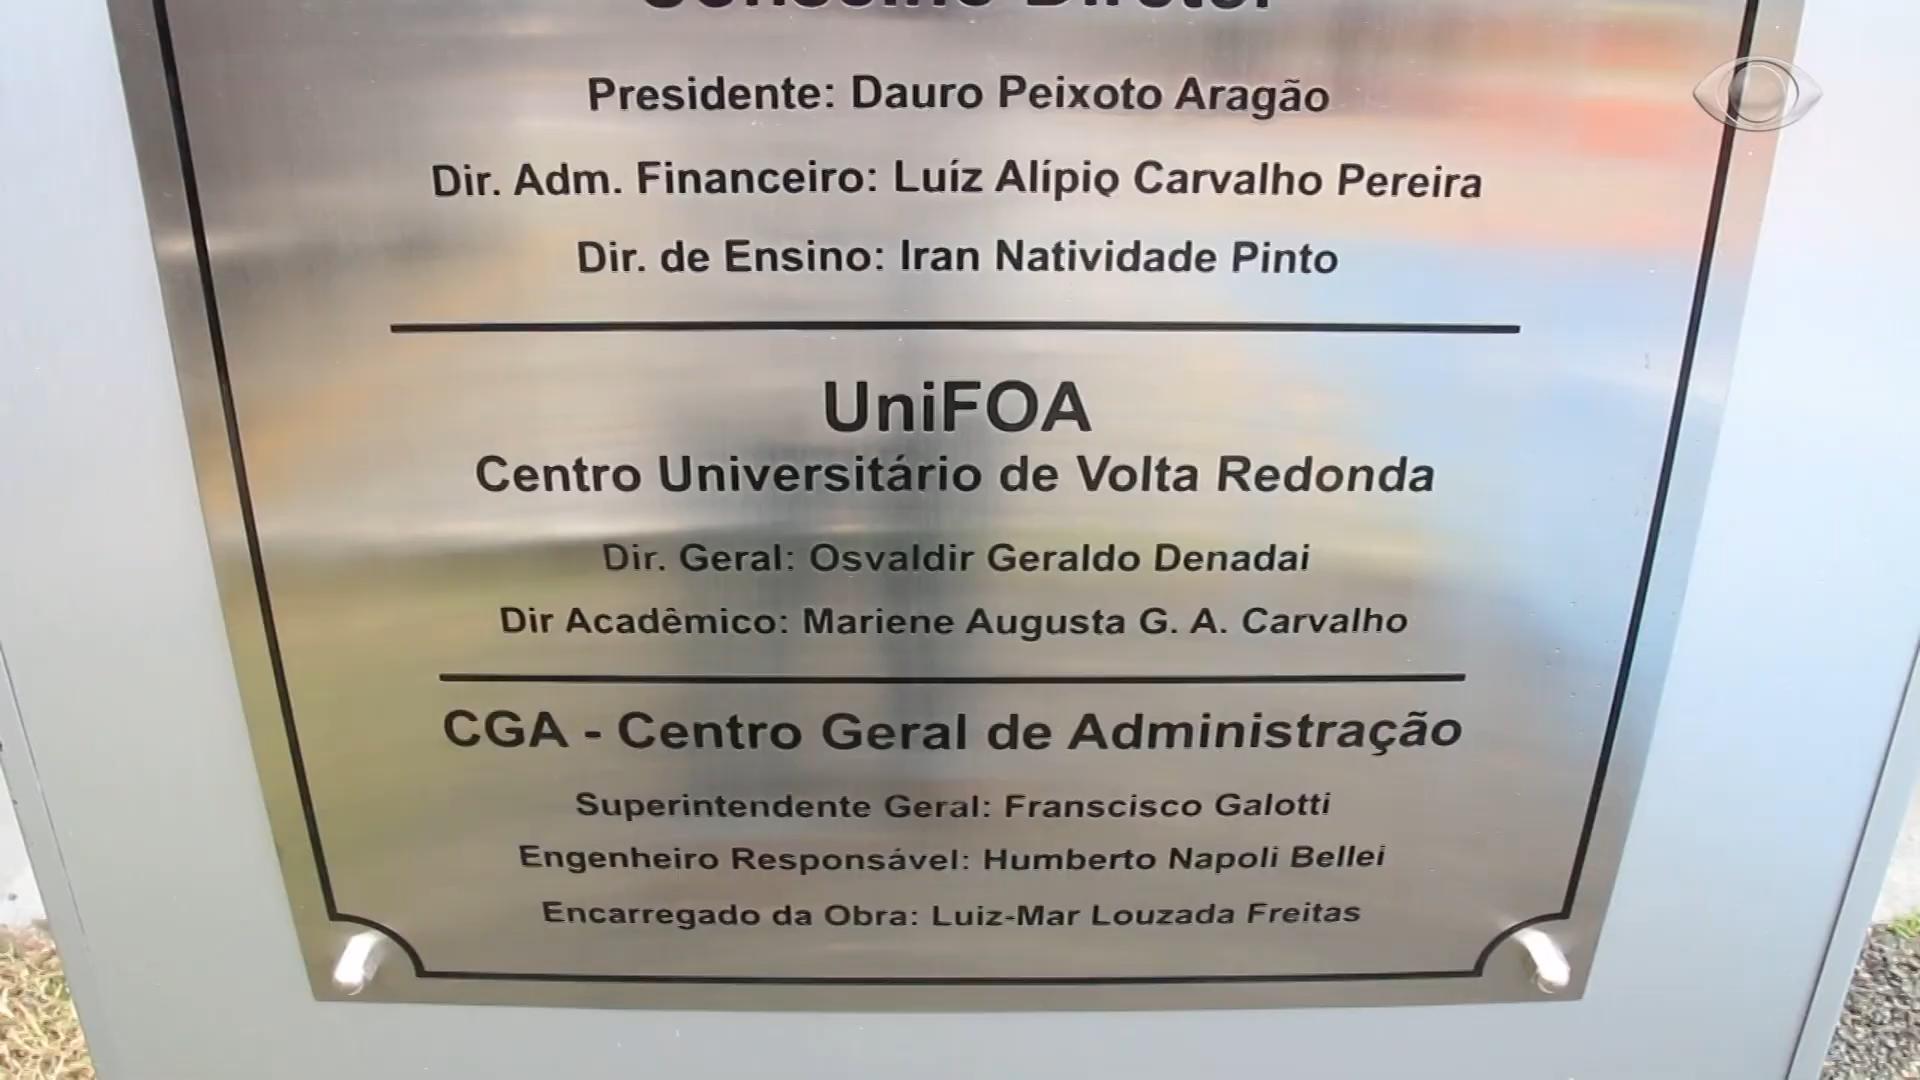 Conselho Diretor
Presidente: Dauro Peixoto Aragão
Dir. Adm. Financeiro: Luíz Alípio Carvalho Pereira
Dir. de Ensino: Iran Natividade Pinto
UniFOA
Centro Universitário de Volta Redonda
Dir. Geral: Osvaldir Geraldo Denadai
Dir Acadêmico: Mariene Augusta G. A. Carvalho
CGA - Centro Geral de Administração
Superintendente Geral: Franscisco Galotti
Engenheiro Responsável: Humberto Napoli Bellei
Encarregado da Obra: Luiz-Mar Louzada Freitas